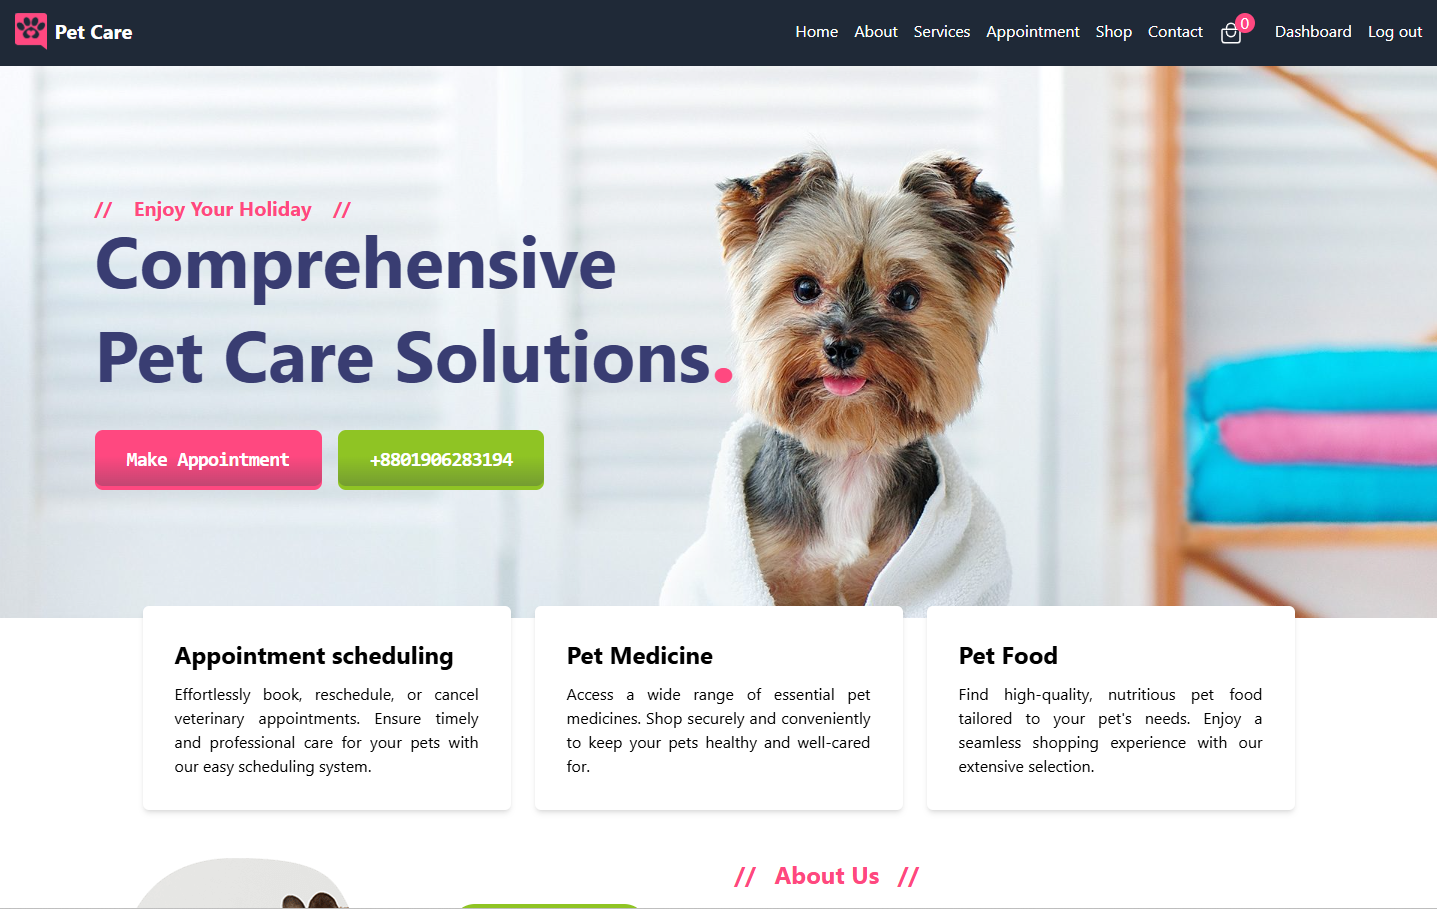 Pet Care
Home About Services Appointment Shop Contact 0 Dashboard Log out
// Enjoy Your Holiday //
Comprehensive
Pet Care Solutions.
Make Appointment
+8801906283194
Appointment scheduling
Effortlessly book, reschedule, or cancel
veterinary appointments. Ensure timely
and professional care for your pets with
our easy scheduling system.
Pet Medicine
Access a wide range of essential pet
medicines. Shop securely and conveniently
to keep your pets healthy and well-cared
for.
Pet Food
Find high-quality, nutritious pet food
tailored to your pet's needs. Enjoy a
seamless shopping experience with our
extensive selection.
// About Us //